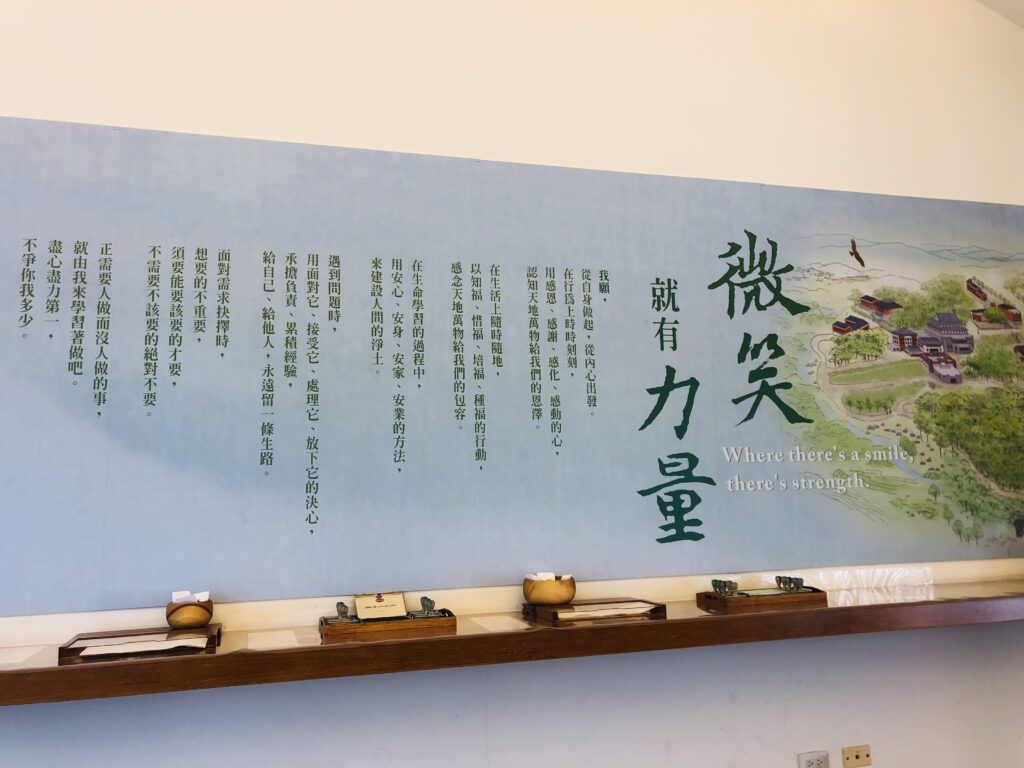 微笑
就有力量
Where there's a smile,
there's strength.
我願，
從自身做起，從內心出發。
在行為上時時刻刻，
用感恩、感謝、感化、感動的心，
認知天地萬物給我們的恩澤。
在生活上隨時隨地，
以知福、惜福、培福、種福的行動，
感念天地萬物給我們的包容。
在生命學習的過程中，
用安心、安身、安家、安業的方法，
來建設人間的淨土。
遇到問題時，
用面對它、接受它、處理它、放下它的決心，
承擔負責、累積經驗，
給自己、給他人，永遠留一條生路。
面對需求抉擇時，
想要的不重要，
須要能要該要的才要，
不需要不該要的絕對不要。
正需要人做而沒人做的事，
就由我來學習著做吧。
盡心盡力第一，
不爭你我多少。